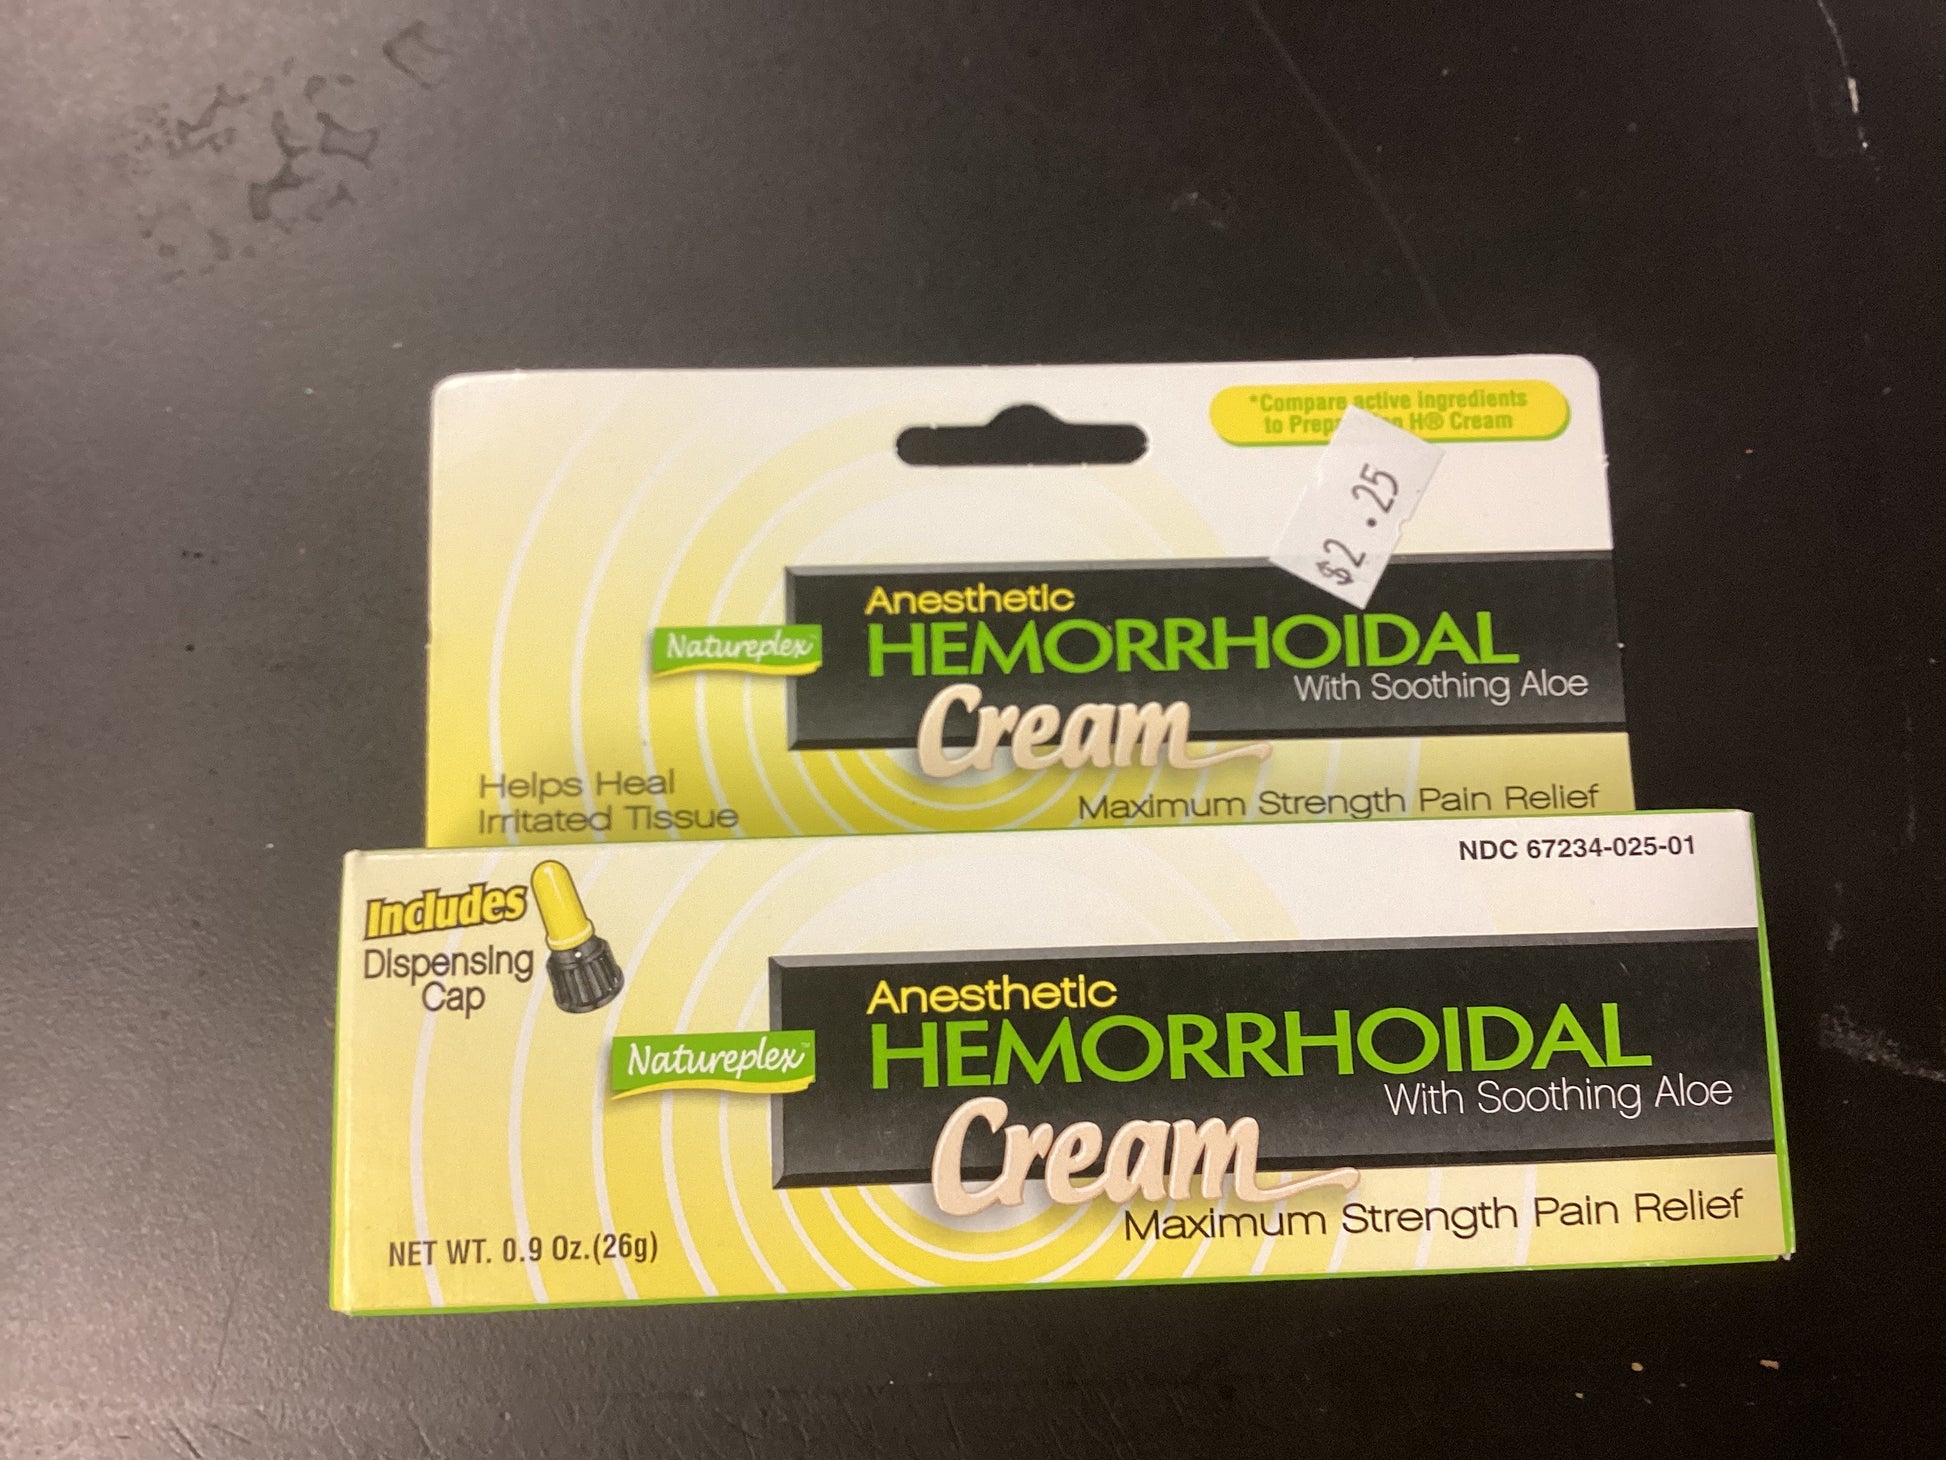 *Compare active ingredients
to Prep H® Cream
$2.25
Anesthetic
Natureplex™
HEMORRHOIDAL
With Soothing Aloe
Cream
Helps Heal
Irritated Tissue
Maximum Strength Pain Relief
NDC 67234-025-01
Includes
Dispensing
Cap
Anesthetic
Natureplex™
HEMORRHOIDAL
With Soothing Aloe
Cream
Maximum Strength Pain Relief
NET WT. 0.9 Oz.(26g)